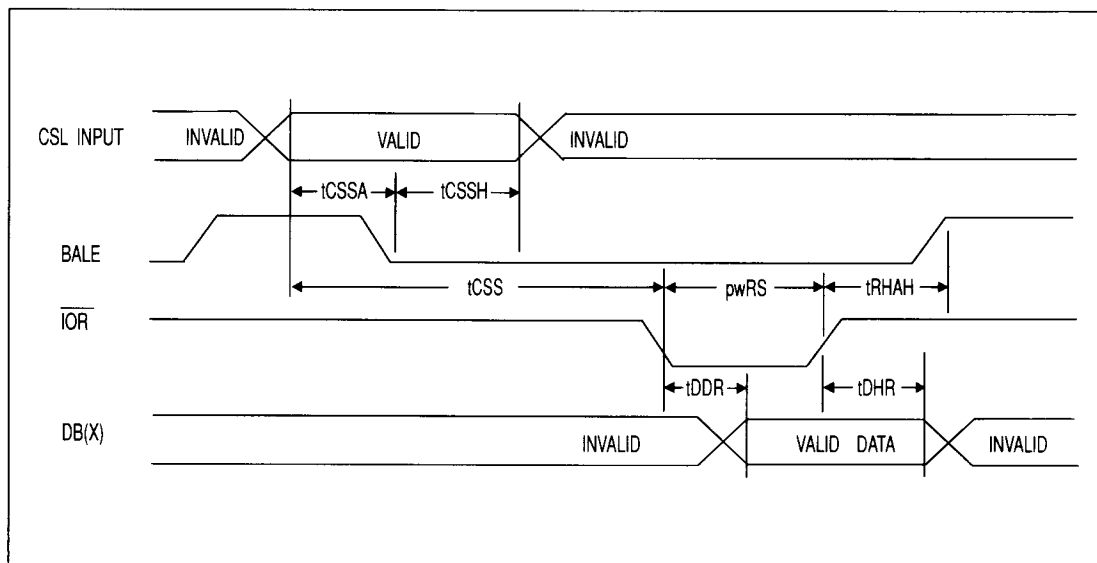 CSL INPUT INVALID VALID INVALID
tCSSA tCSSH
BALE
tCSS pwRS tRHAH
IOR
tDDR tDHR
DB(X) INVALID VALID DATA INVALID